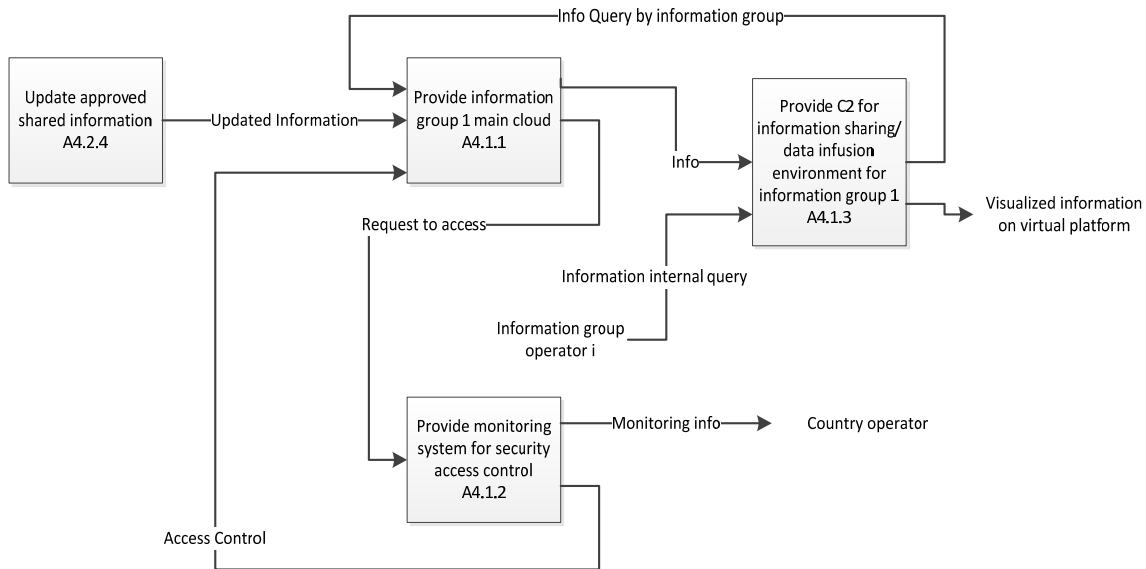 Info Query by information group
Update approved
shared information
A4.2.4
Updated Information
Provide information
group 1 main cloud
A4.1.1
Info
Provide C2 for
information sharing/
data infusion
environment for
information group 1
A4.1.3
Visualized information
on virtual platform
Request to access
Information internal query
Information group
operator i
Provide monitoring
system for security
access control
A4.1.2
Monitoring info
Country operator
Access Control